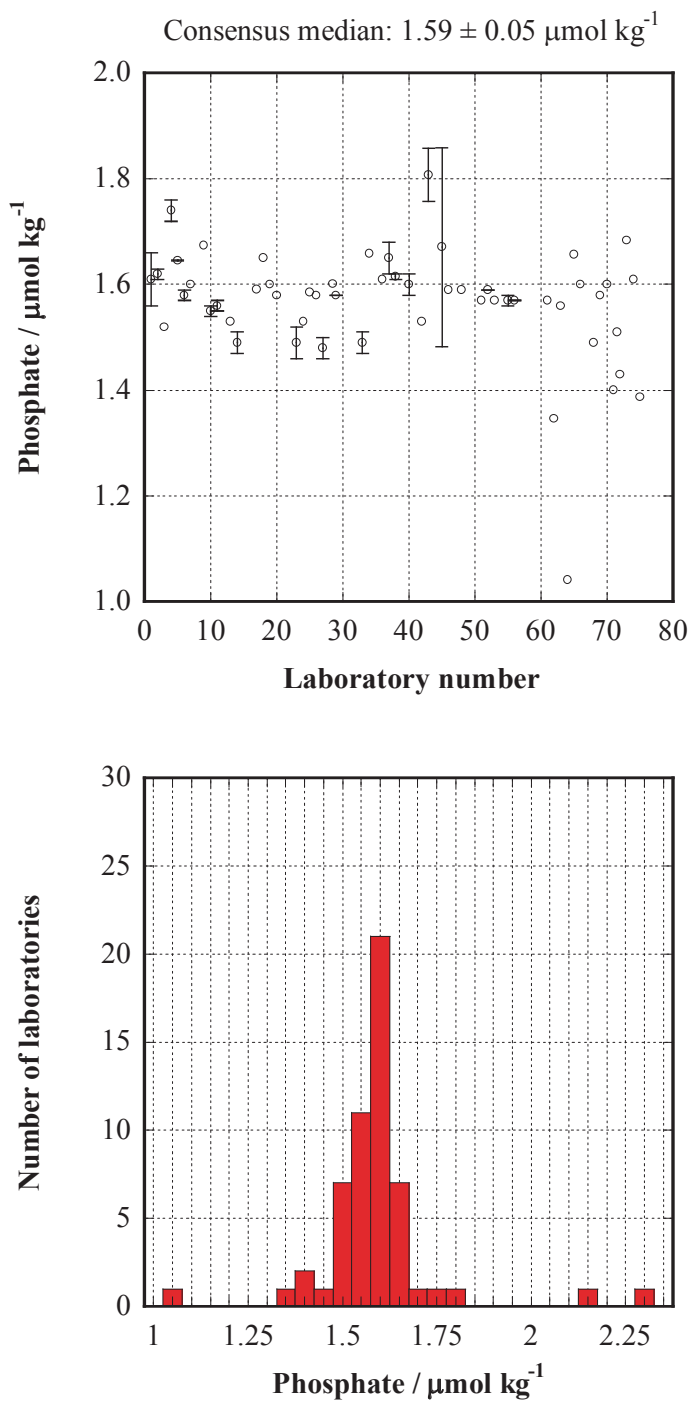 Consensus median: 1.59 ± 0.05 μmol kg⁻¹
2.0
1.8
1.6
1.4
1.2
1.0
Phosphate / μmol kg⁻¹
0 10 20 30 40 50 60 70 80
Laboratory number
30
25
20
15
10
5
0
Number of laboratories
1 1.25 1.5 1.75 2 2.25
Phosphate / μmol kg⁻¹